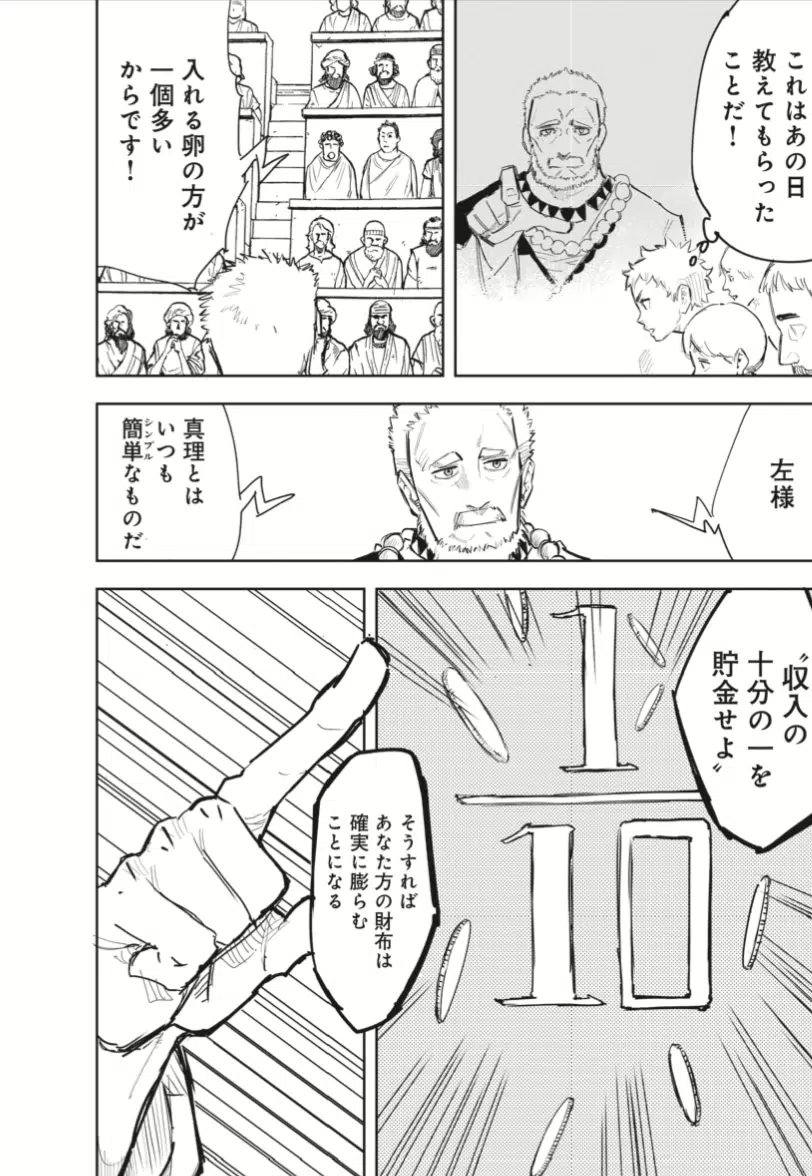 これはあの日
教えてもらった
ことだ！
入れる卵の方が
一個多い
からです！
左様
真理とは
いつも
簡単なものだ
シンプル
〝収入の
十分の一を
貯金せよ〟
1
10
そうすれば
あなた方の財布は
確実に膨らむ
ことになる